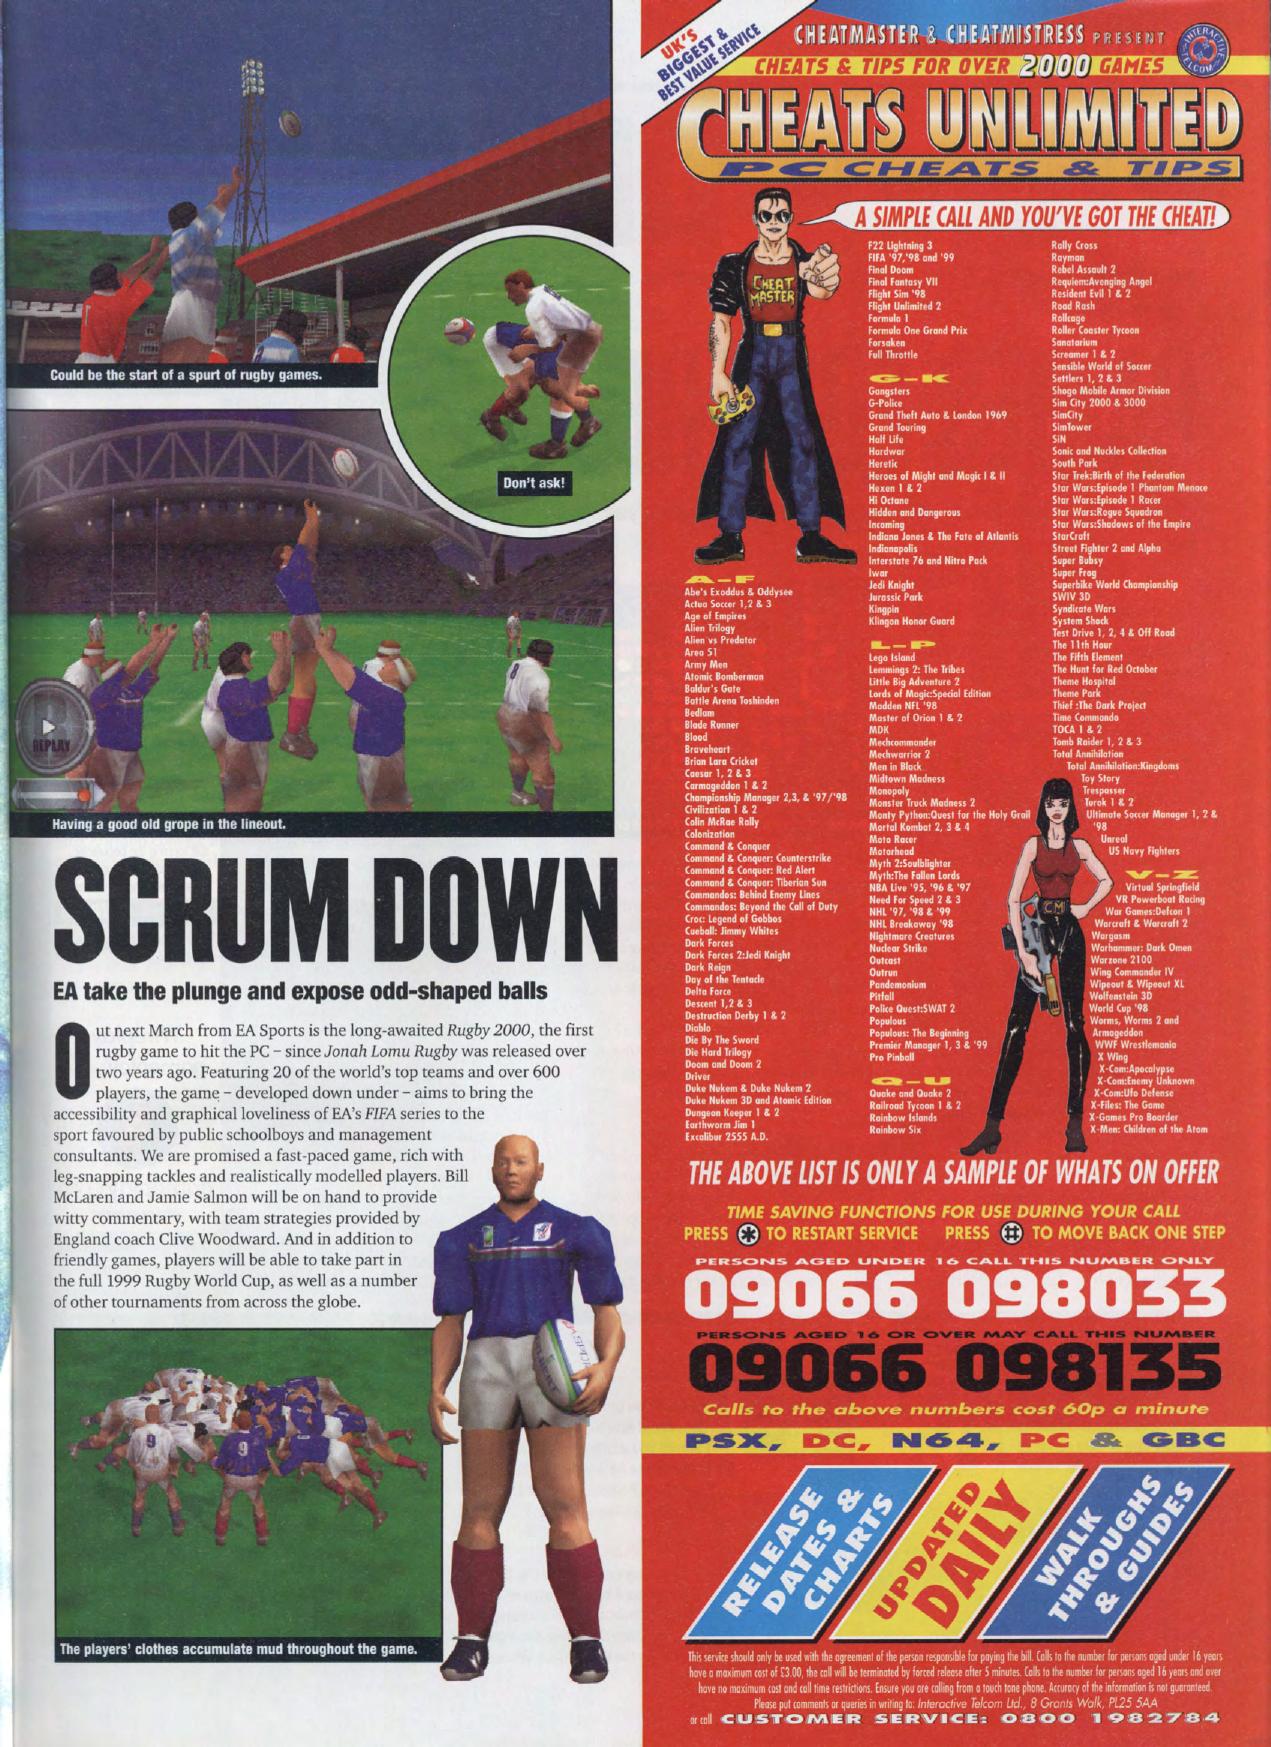 Could be the start of a spurt of rugby games.
Don't ask!
REPLAY
Having a good old grope in the lineout.
SCRUM DOWN
EA take the plunge and expose odd-shaped balls
Out next March from EA Sports is the long-awaited Rugby 2000, the first
rugby game to hit the PC – since Jonah Lomu Rugby was released over
two years ago. Featuring 20 of the world's top teams and over 600
players, the game – developed down under – aims to bring the
accessibility and graphical loveliness of EA's FIFA series to the
sport favoured by public schoolboys and management
consultants. We are promised a fast-paced game, rich with
leg-snapping tackles and realistically modelled players. Bill
McLaren and Jamie Salmon will be on hand to provide
witty commentary, with team strategies provided by
England coach Clive Woodward. And in addition to
friendly games, players will be able to take part in
the full 1999 Rugby World Cup, as well as a number
of other tournaments from across the globe.
9
9
The players' clothes accumulate mud throughout the game.
UK'S
BIGGEST &
BEST VALUE SERVICE
CHEATMASTER & CHEATMISTRESS PRESENT
INTERACTIVE TELCOM
CHEATS & TIPS FOR OVER 2000 GAMES
CHEATS UNLIMITED
PC CHEATS & TIPS
A SIMPLE CALL AND YOU'VE GOT THE CHEAT!
CHEAT
MASTER
A-F
Abe's Exoddus & Oddysee
Actua Soccer 1,2 & 3
Age of Empires
Alien Trilogy
Alien vs Predator
Area 51
Army Men
Atomic Bomberman
Baldur's Gate
Battle Arena Toshinden
Bedlam
Blade Runner
Blood
Braveheart
Brian Lara Cricket
Caesar 1, 2 & 3
Carmageddon 1 & 2
Championship Manager 2,3, & '97/'98
Civilization 1 & 2
Colin McRae Rally
Colonization
Command & Conquer
Command & Conquer: Counterstrike
Command & Conquer: Red Alert
Command & Conquer: Tiberian Sun
Commandos: Behind Enemy Lines
Commandos: Beyond the Call of Duty
Croc: Legend of Gobbos
Cueball: Jimmy Whites
Dark Forces
Dark Forces 2:Jedi Knight
Dark Reign
Day of the Tentacle
Delta Force
Descent 1,2 & 3
Destruction Derby 1 & 2
Diablo
Die By The Sword
Die Hard Trilogy
Doom and Doom 2
Driver
Duke Nukem & Duke Nukem 2
Duke Nukem 3D and Atomic Edition
Dungeon Keeper 1 & 2
Earthworm Jim 1
Excalibur 2555 A.D.
F22 Lightning 3
FIFA '97,'98 and '99
Final Doom
Final Fantasy VII
Flight Sim '98
Flight Unlimited 2
Formula 1
Formula One Grand Prix
Forsaken
Full Throttle
G-K
Gangsters
G-Police
Grand Theft Auto & London 1969
Grand Touring
Half Life
Hardwar
Heretic
Heroes of Might and Magic I & II
Hexen 1 & 2
Hi Octane
Hidden and Dangerous
Incoming
Indiana Jones & The Fate of Atlantis
Indianapolis
Interstate 76 and Nitro Pack
Iwar
Jedi Knight
Jurassic Park
Kingpin
Klingon Honor Guard
L-P
Lego Island
Lemmings 2: The Tribes
Little Big Adventure 2
Lords of Magic:Special Edition
Madden NFL '98
Master of Orion 1 & 2
MDK
Mechcommander
Mechwarrior 2
Men in Black
Midtown Madness
Monopoly
Monster Truck Madness 2
Monty Python:Quest for the Holy Grail
Mortal Kombat 2, 3 & 4
Moto Racer
Motorhead
Myth 2:Soulblighter
Myth:The Fallen Lords
NBA Live '95, '96 & '97
Need For Speed 2 & 3
NHL '97, '98 & '99
NHL Breakaway '98
Nightmare Creatures
Nuclear Strike
Outcast
Outrun
Pandemonium
Pitfall
Police Quest:SWAT 2
Populous
Populous: The Beginning
Premier Manager 1, 3 & '99
Pro Pinball
Q-U
Quake and Quake 2
Railroad Tycoon 1 & 2
Rainbow Islands
Rainbow Six
Rally Cross
Rayman
Rebel Assault 2
Requiem:Avenging Angel
Resident Evil 1 & 2
Road Rash
Rollcage
Roller Coaster Tycoon
Sanatarium
Screamer 1 & 2
Sensible World of Soccer
Settlers 1, 2 & 3
Shogo Mobile Armor Division
Sim City 2000 & 3000
SimCity
SimTower
SiN
Sonic and Nuckles Collection
South Park
Star Trek:Birth of the Federation
Star Wars:Episode 1 Phantom Menace
Star Wars:Episode 1 Racer
Star Wars:Rogue Squadron
Star Wars:Shadows of the Empire
StarCraft
Street Fighter 2 and Alpha
Super Bubsy
Super Frog
Superbike World Championship
SWIV 3D
Syndicate Wars
System Shock
Test Drive 1, 2, 4 & Off Road
The 11th Hour
The Fifth Element
The Hunt for Red October
Theme Hospital
Theme Park
Thief :The Dark Project
Time Commando
TOCA 1 & 2
Tomb Raider 1, 2 & 3
Total Annihilation
Total Annihilation:Kingdoms
Toy Story
Trespasser
Turok 1 & 2
Ultimate Soccer Manager 1, 2 &
'98
Unreal
US Navy Fighters
V-Z
Virtual Springfield
VR Powerboat Racing
War Games:Defcon 1
Warcraft & Warcraft 2
Wargasm
Warhammer: Dark Omen
Warzone 2100
Wing Commander IV
Wipeout & Wipeout XL
Wolfenstein 3D
World Cup '98
Worms, Worms 2 and
Armageddon
WWF Wrestlemania
X Wing
X-Com:Apocalypse
X-Com:Enemy Unknown
X-Com:Ufo Defense
X-Files: The Game
X-Games Pro Boarder
X-Men: Children of the Atom
CM
THE ABOVE LIST IS ONLY A SAMPLE OF WHATS ON OFFER
TIME SAVING FUNCTIONS FOR USE DURING YOUR CALL
PRESS * TO RESTART SERVICE PRESS # TO MOVE BACK ONE STEP
PERSONS AGED UNDER 16 CALL THIS NUMBER ONLY
09066 098033
PERSONS AGED 16 OR OVER MAY CALL THIS NUMBER
09066 098135
Calls to the above numbers cost 60p a minute
PSX, DC, N64, PC & GBC
RELEASE
DATES &
CHARTS
UPDATED
DAILY
WALK
THROUGHS
& GUIDES
This service should only be used with the agreement of the person responsible for paying the bill. Calls to the number for persons aged under 16 years
have a maximum cost of £3.00, the call will be terminated by forced release after 5 minutes. Calls to the number for persons aged 16 years and over
have no maximum cost and call time restrictions. Ensure you are calling from a touch tone phone. Accuracy of the information is not guaranteed.
Please put comments or queries in writing to: Interactive Telcom Ltd., 8 Grants Walk, PL25 5AA
or call CUSTOMER SERVICE: 0800 1982784